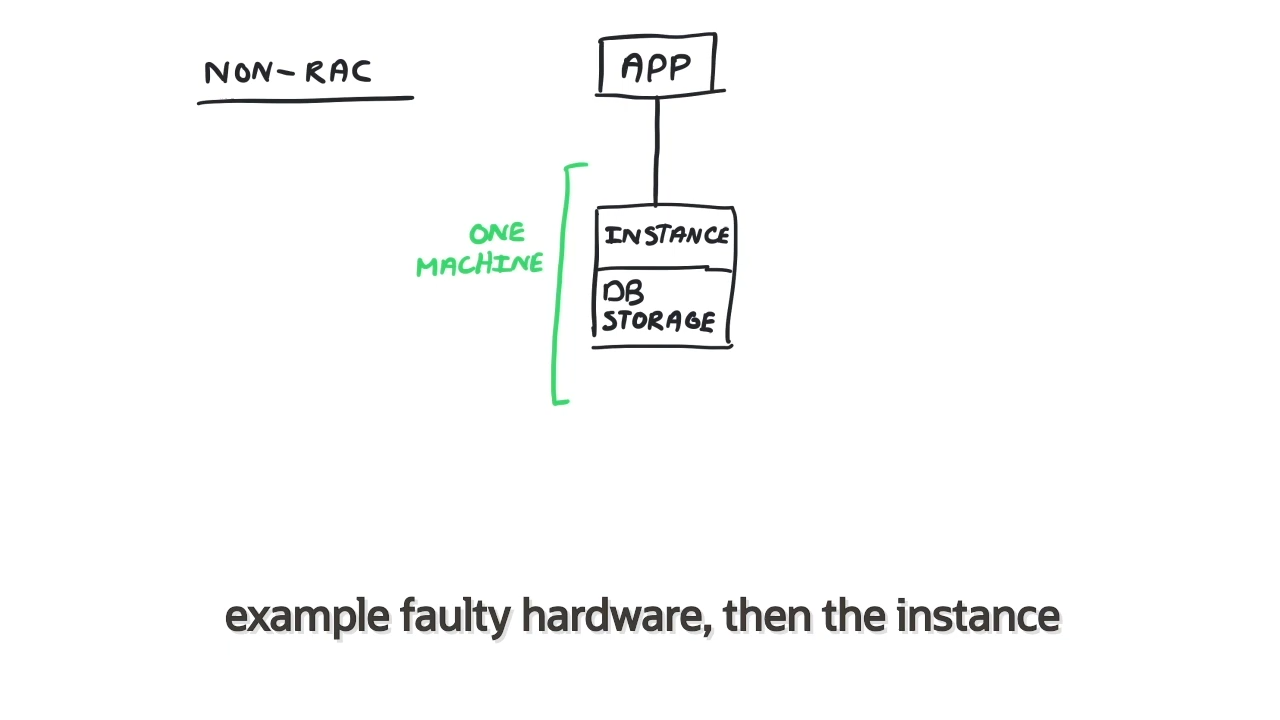 NON-RAC
APP
ONE
MACHINE
INSTANCE
DB
STORAGE
example faulty hardware, then the instance